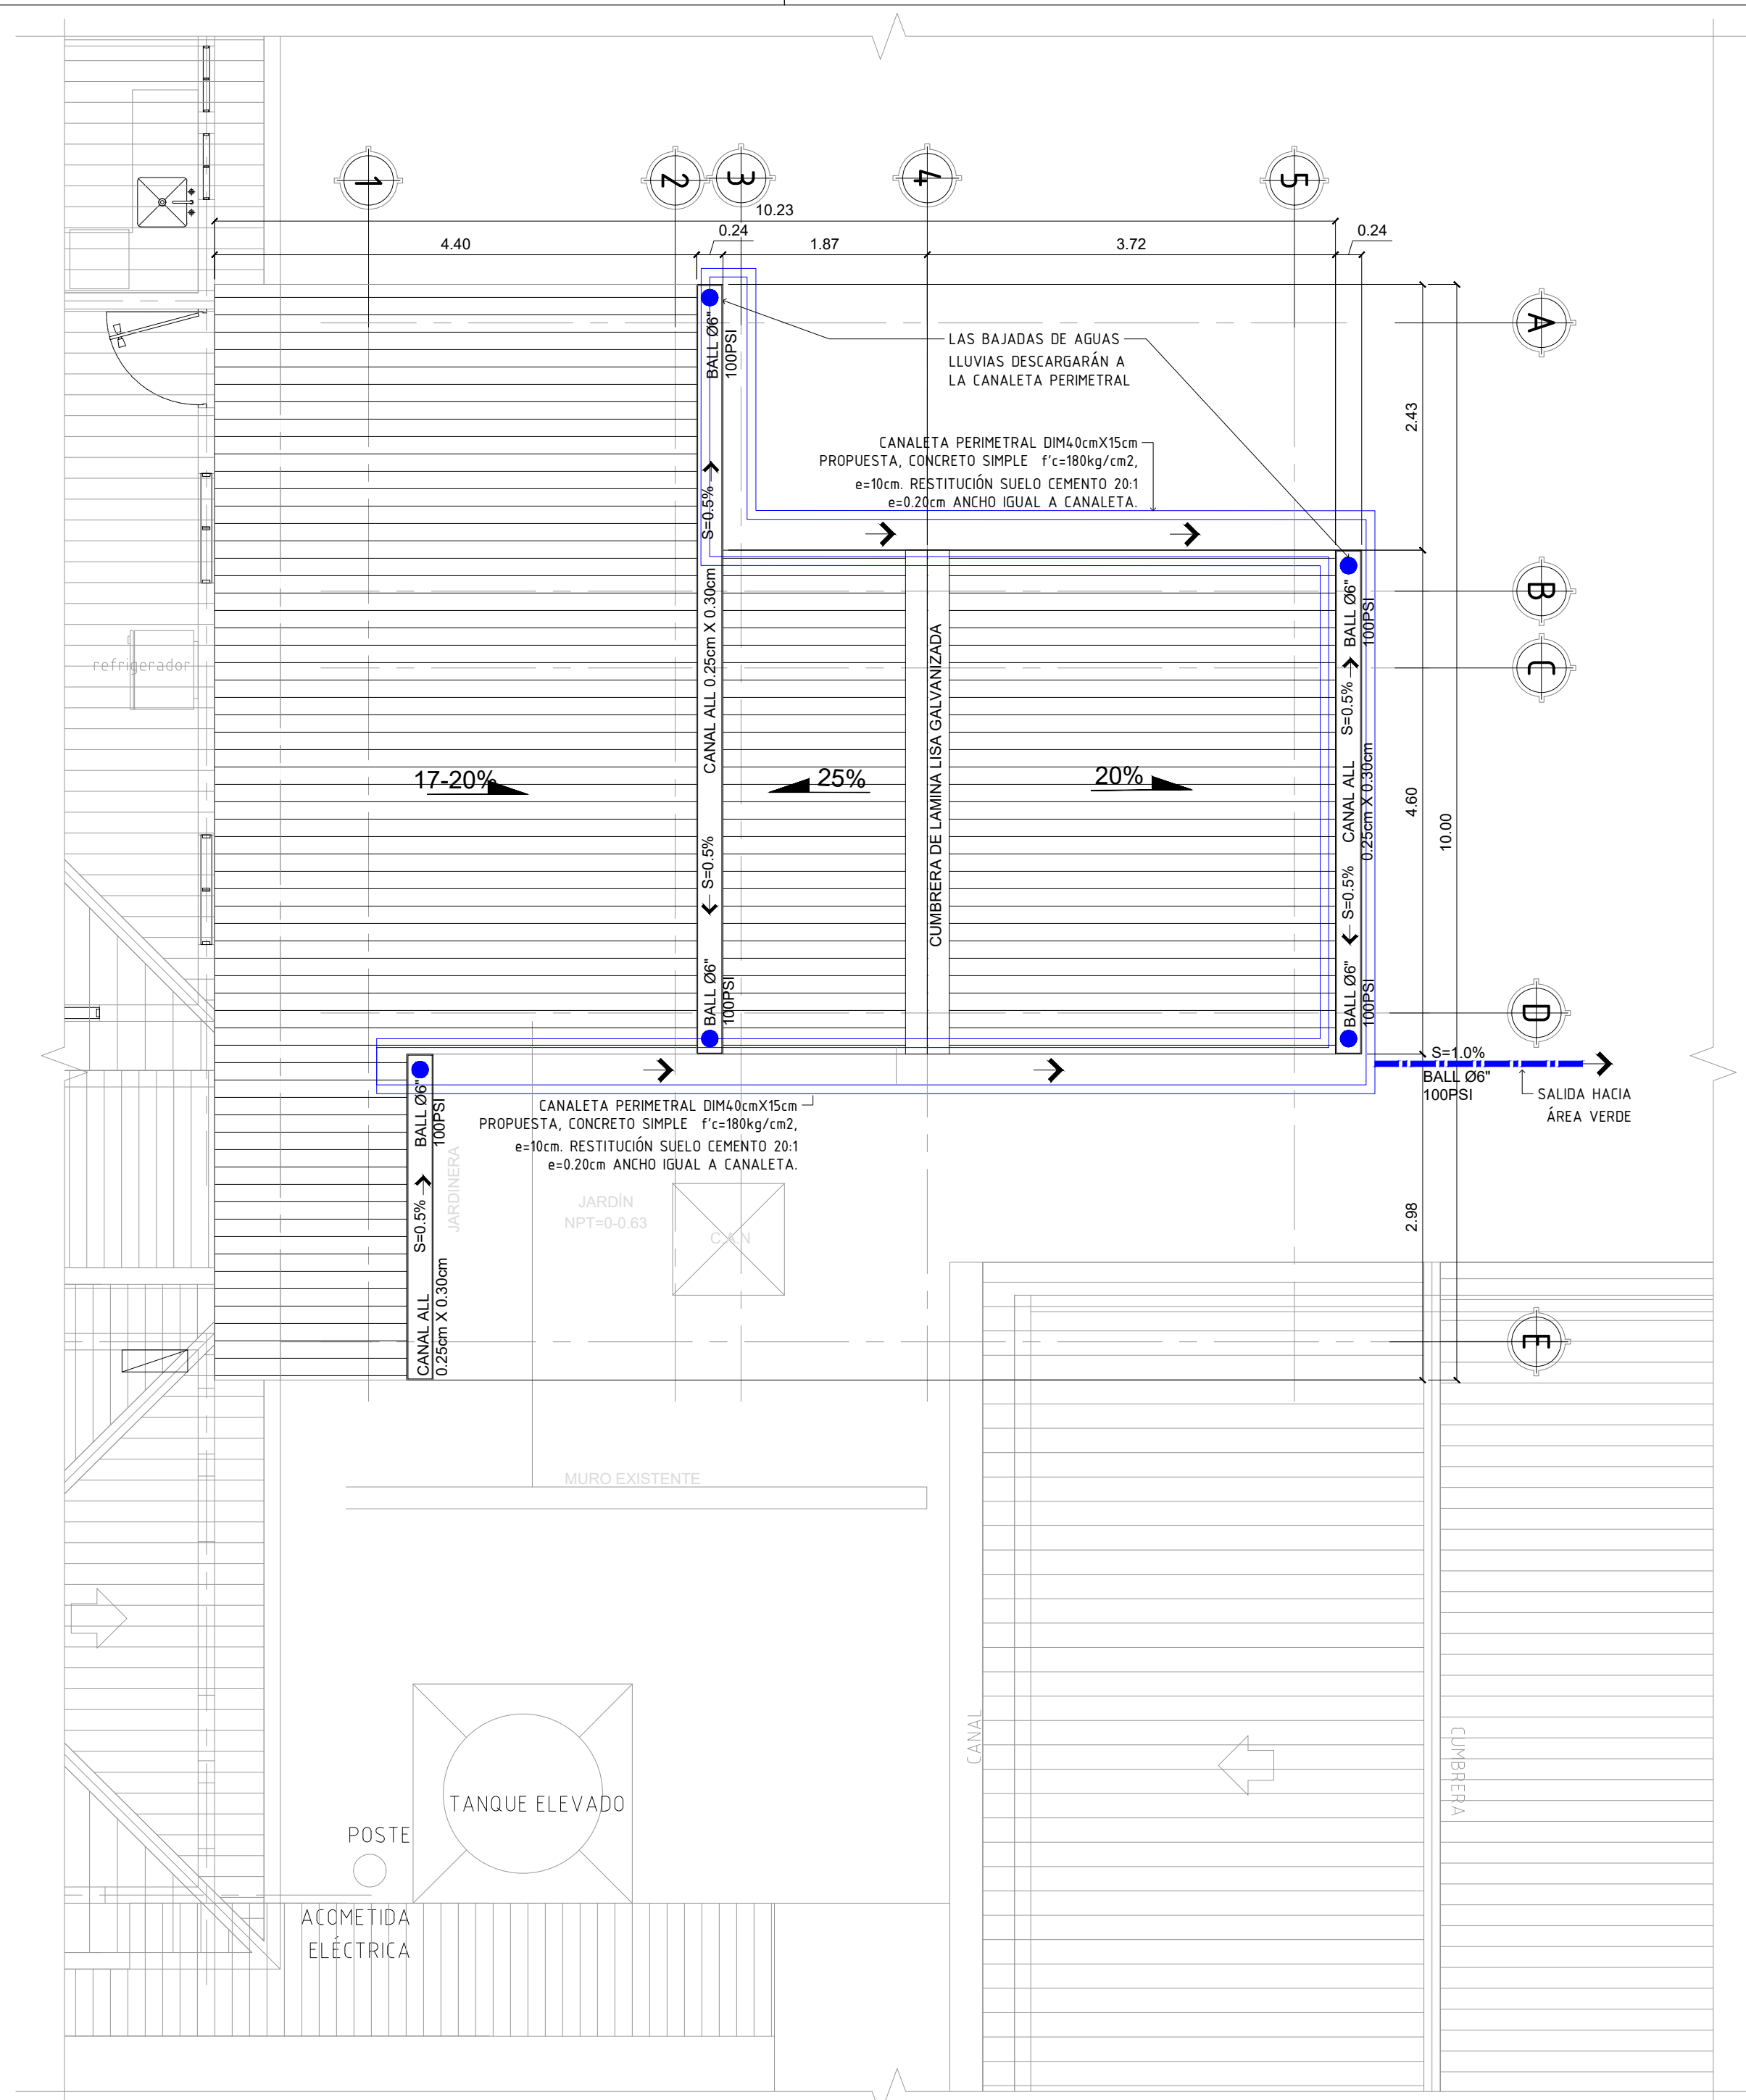 1
2
3
4
5
10.23
4.40
0.24
1.87
3.72
0.24
A
B
C
D
E
2.43
4.60
10.00
2.98
BALL Ø6"
100PSI
S=0.5%
CANAL ALL 0.25cm X 0.30cm
S=0.5%
BALL Ø6"
100PSI
LAS BAJADAS DE AGUAS
LLUVIAS DESCARGARÁN A
LA CANALETA PERIMETRAL
CANALETA PERIMETRAL DIM40cmX15cm
PROPUESTA, CONCRETO SIMPLE f'c=180kg/cm2,
e=10cm. RESTITUCIÓN SUELO CEMENTO 20:1
e=0.20cm ANCHO IGUAL A CANALETA.
refrigerador
17-20%
25%
20%
CUMBRERA DE LAMINA LISA GALVANIZADA
BALL Ø6"
100PSI
S=0.5%
CANAL ALL
0.25cm X 0.30cm
S=0.5%
BALL Ø6"
100PSI
S=1.0%
BALL Ø6"
100PSI
SALIDA HACIA
ÁREA VERDE
BALL Ø6"
100PSI
S=0.5%
CANAL ALL
0.25cm X 0.30cm
CANALETA PERIMETRAL DIM40cmX15cm
PROPUESTA, CONCRETO SIMPLE f'c=180kg/cm2,
e=10cm. RESTITUCIÓN SUELO CEMENTO 20:1
e=0.20cm ANCHO IGUAL A CANALETA.
JARDINERA
JARDÍN
NPT=0-0.63
C.A.N
MURO EXISTENTE
CANAL
CUMBRERA
TANQUE ELEVADO
POSTE
ACOMETIDA
ELÉCTRICA